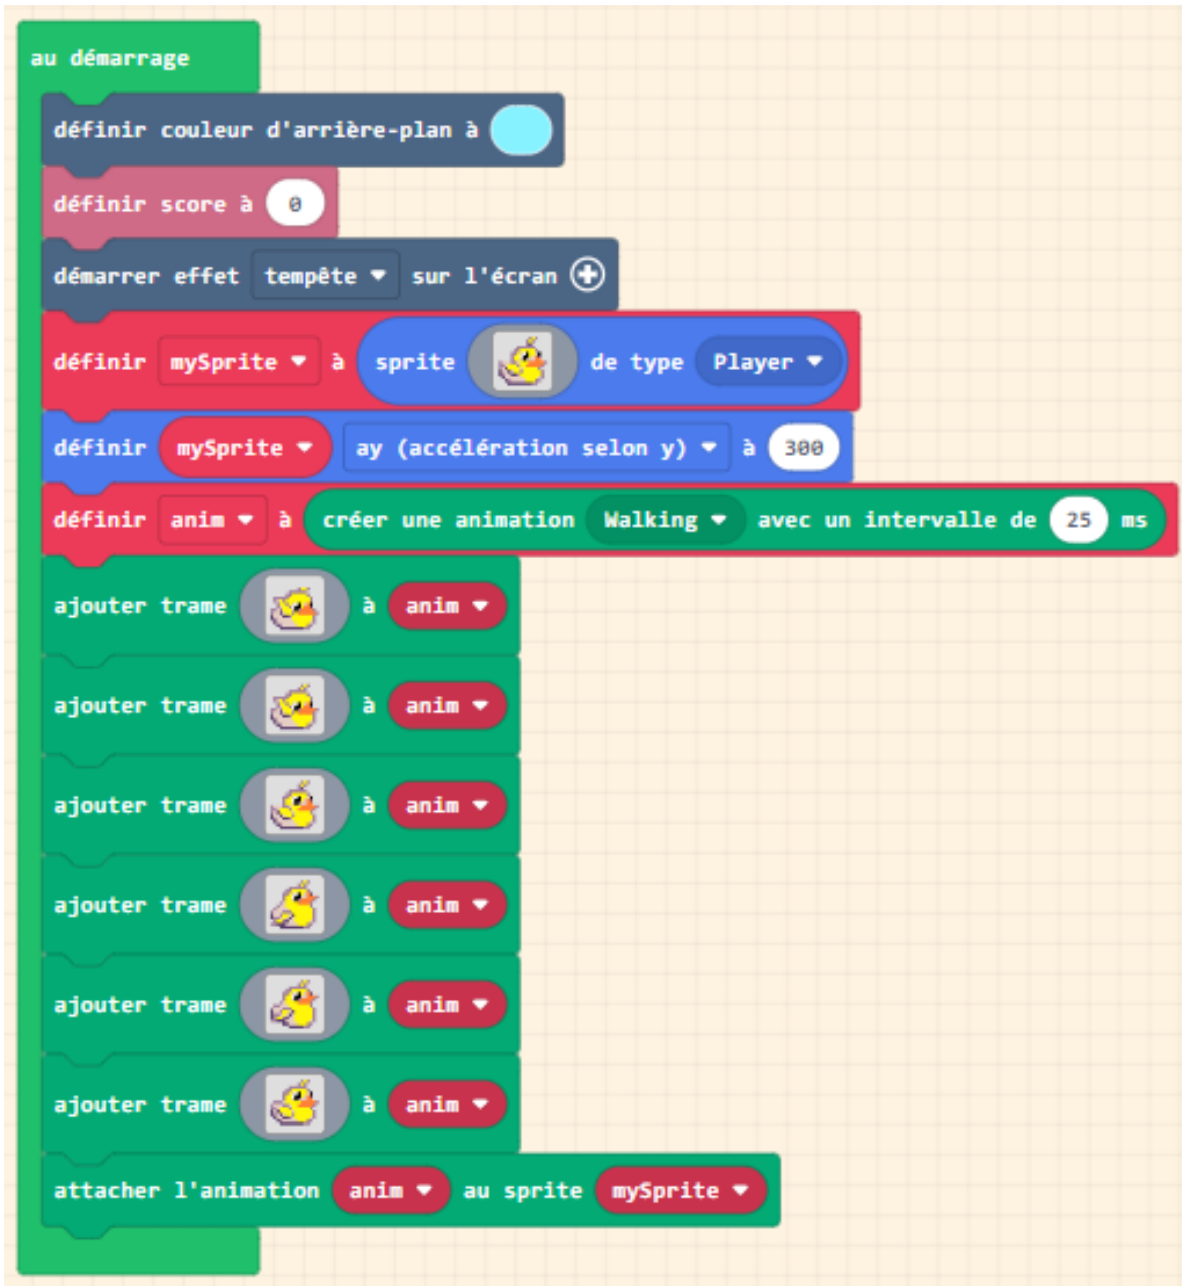 au démarrage
définir couleur d'arrière-plan à
définir score à 0
démarrer effet tempête sur l'écran
définir mySprite à sprite de type Player
définir mySprite ay (accélération selon y) à 300
définir anim à créer une animation Walking avec un intervalle de 25 ms
ajouter trame à anim
ajouter trame à anim
ajouter trame à anim
ajouter trame à anim
ajouter trame à anim
ajouter trame à anim
attacher l'animation anim au sprite mySprite